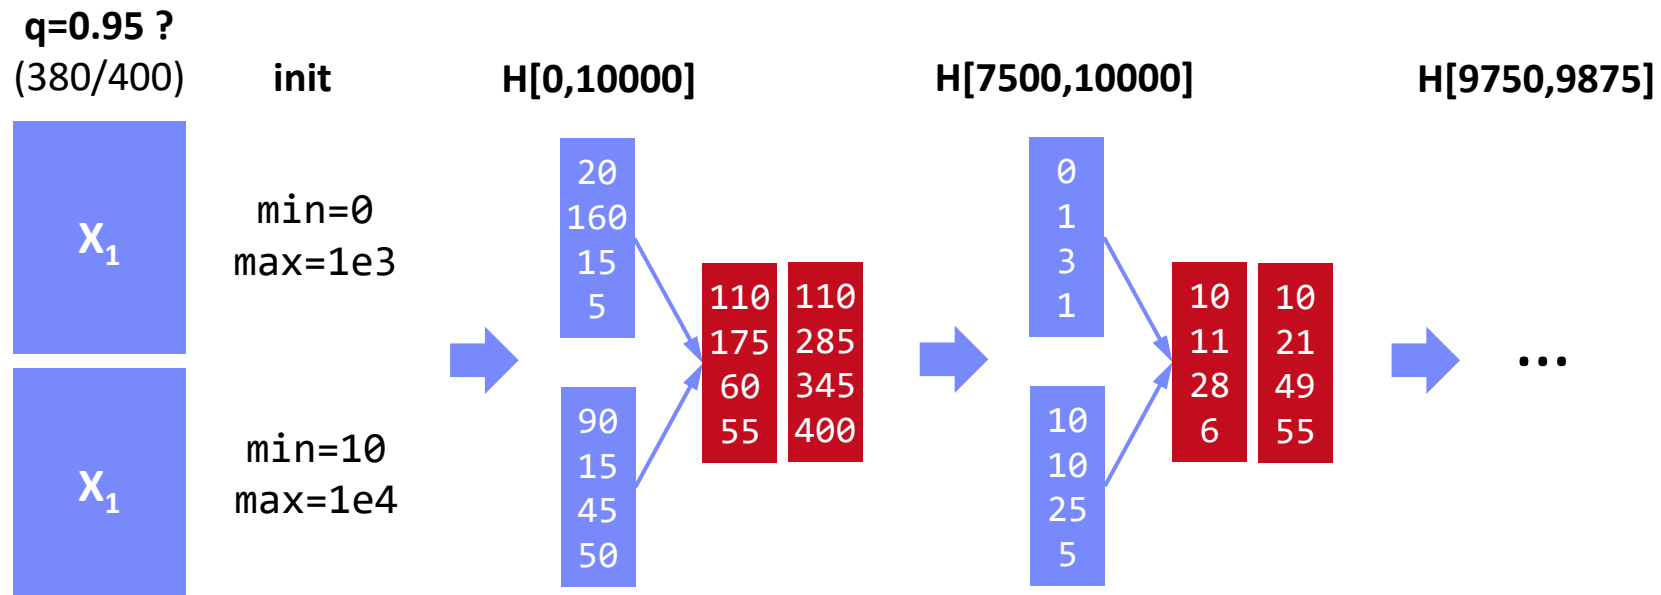 q=0.95 ?
(380/400)
init
H[0,10000]
H[7500,10000]
H[9750,9875]
X1
min=0
max=1e3
X1
min=10
max=1e4
20
160
15
5
90
15
45
50
110 110
175 285
60 345
55 400
0
1
3
1
10
10
25
5
10 10
11 21
28 49
6 55
...